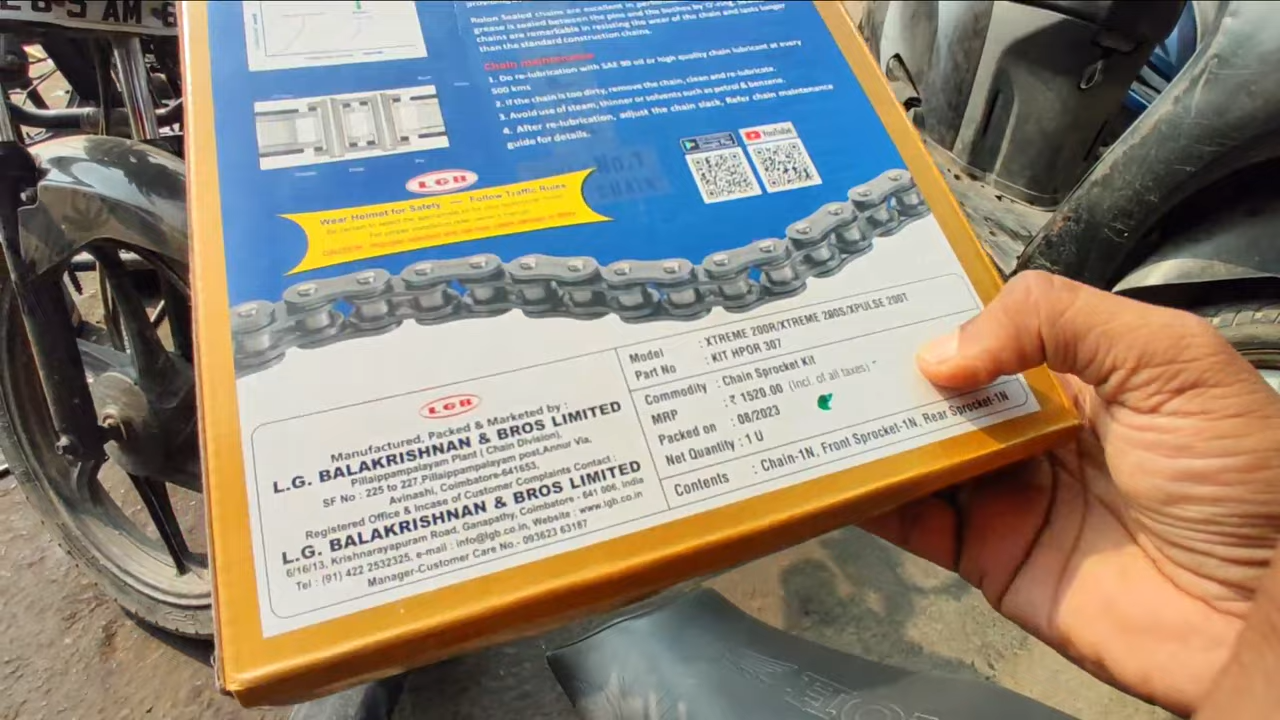 5 AM
Rolon Sealed chains are excellent in
grease is sealed between the pins and the bushes by 'O'-ring,
chains are remarkable in resisting the wear of the chain and lasts longer
than the standard construction chains.
Chain maintenance
1. Do re-lubrication with SAE 90 oil or high quality chain lubricant at every
500 kms
2. If the chain is too dirty, remove the chain, clean and re-lubricate.
3. Avoid use of steam, thinner or solvents such as petrol & benzene.
4. After re-lubrication, adjust the chain slack, Refer chain maintenance
guide for details.
Google Play
YouTube
LGB
Wear Helmet for Safety — Follow Traffic Rules
LGB
Manufactured, Packed & Marketed by :
L.G. BALAKRISHNAN & BROS LIMITED
Pillaippampalayam Plant ( Chain Division),
SF No : 225 to 227,Pillaippampalayam post,Annur Via,
Avinashi, Coimbatore-641653,
Registered Office & Incase of Customer Complaints Contact :
L.G. BALAKRISHNAN & BROS LIMITED
6/16/13, Krishnarayapuram Road, Ganapathy, Coimbatore - 641 006, India
Tel : (91) 422 2532325, e-mail : info@lgb.co.in, Website : www.lgb.co.in
Manager-Customer Care No.- 093623 63187
Model : XTREME 200R/XTREME 200S/XPULSE 200T
Part No : KIT HPOR 307
Commodity : Chain Sprocket Kit
MRP : ₹ 1520.00 (Incl. of all taxes)
Packed on : 08/2023
Net Quantity : 1 U
Contents : Chain-1N, Front Sprocket-1N, Rear Sprocket-1N